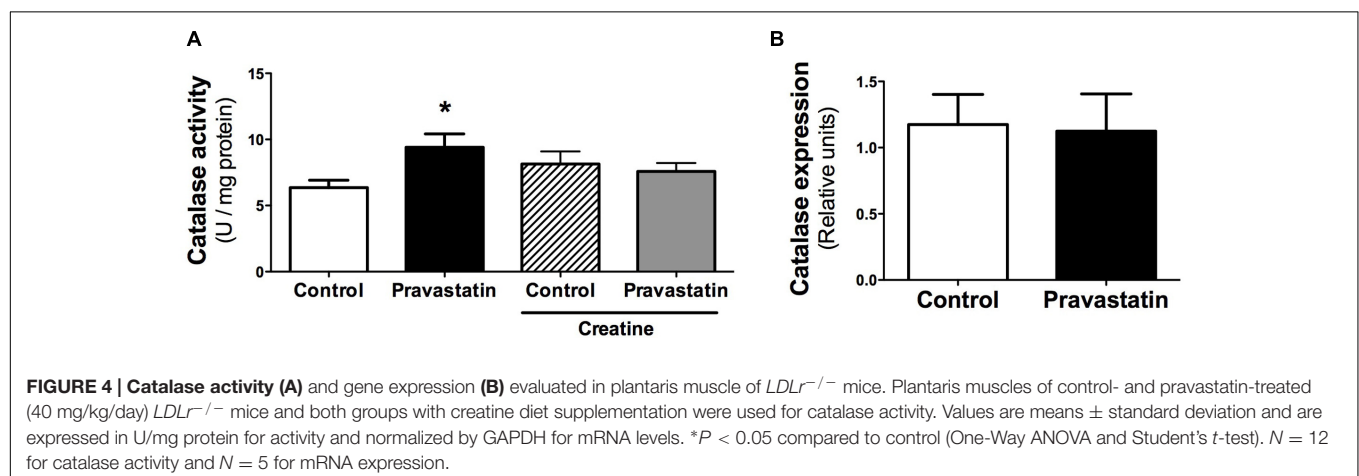 A
Catalase activity
(U / mg protein)
15
10
5
0
*
Control
Pravastatin
Control
Pravastatin
Creatine
B
Catalase expression
(Relative units)
1.5
1.0
0.5
0.0
Control
Pravastatin
FIGURE 4 | Catalase activity (A) and gene expression (B) evaluated in plantaris muscle of LDLr−/− mice. Plantaris muscles of control- and pravastatin-treated
(40 mg/kg/day) LDLr−/− mice and both groups with creatine diet supplementation were used for catalase activity. Values are means ± standard deviation and are
expressed in U/mg protein for activity and normalized by GAPDH for mRNA levels. *P < 0.05 compared to control (One-Way ANOVA and Student's t-test). N = 12
for catalase activity and N = 5 for mRNA expression.